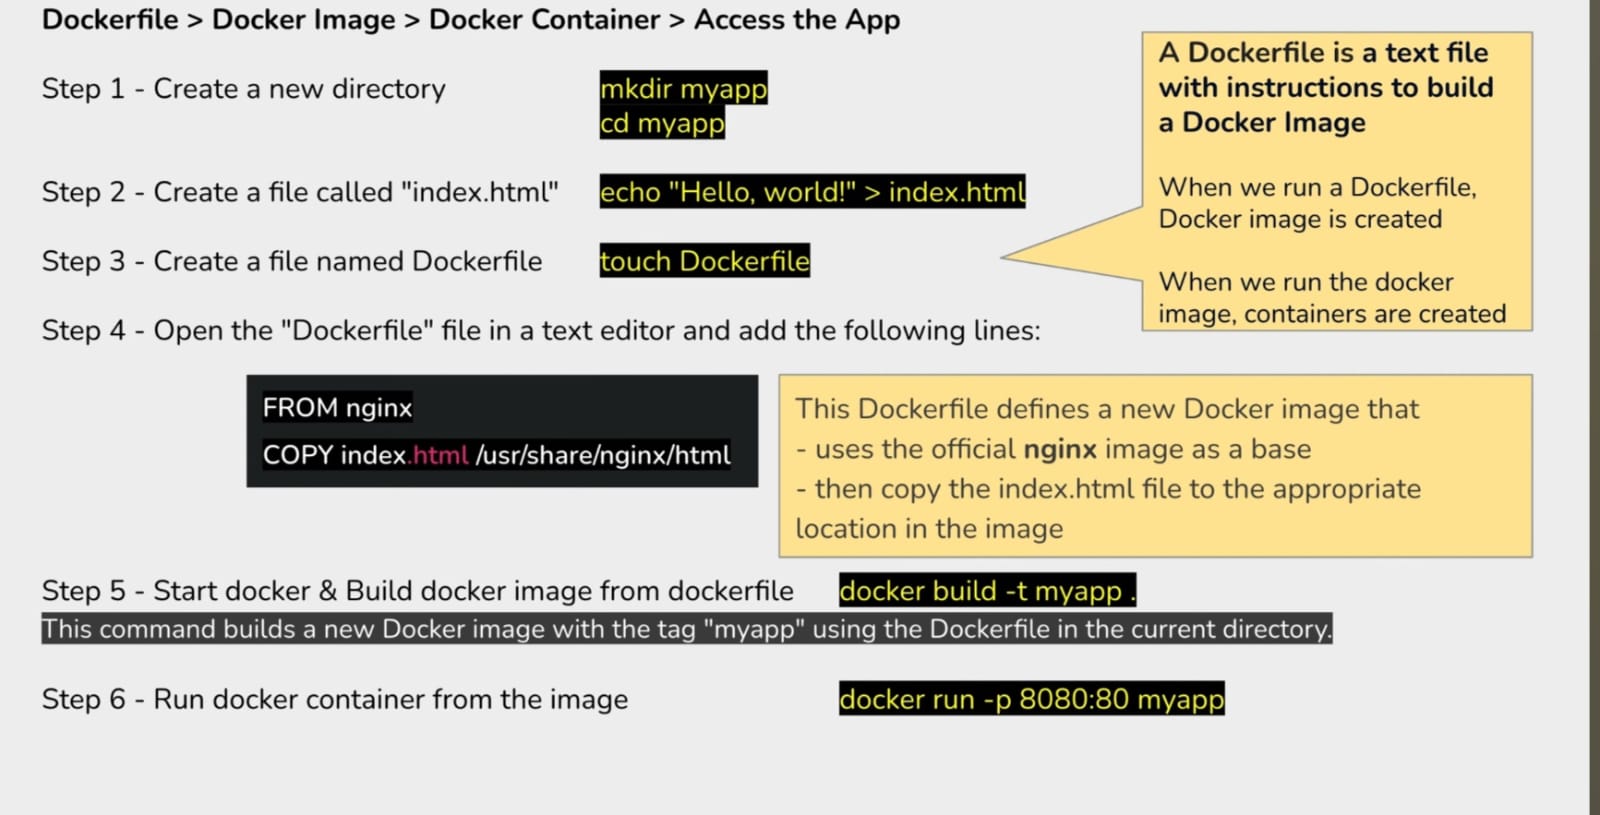 Dockerfile > Docker Image > Docker Container > Access the App
Step 1 - Create a new directory
mkdir myapp
cd myapp
Step 2 - Create a file called "index.html"
echo "Hello, world!" > index.html
Step 3 - Create a file named Dockerfile
touch Dockerfile
A Dockerfile is a text file
with instructions to build
a Docker Image
When we run a Dockerfile,
Docker image is created
When we run the docker
image, containers are created
Step 4 - Open the "Dockerfile" file in a text editor and add the following lines:
FROM nginx
COPY index.html /usr/share/nginx/html
This Dockerfile defines a new Docker image that
- uses the official nginx image as a base
- then copy the index.html file to the appropriate
location in the image
Step 5 - Start docker & Build docker image from dockerfile
docker build -t myapp .
This command builds a new Docker image with the tag "myapp" using the Dockerfile in the current directory.
Step 6 - Run docker container from the image
docker run -p 8080:80 myapp